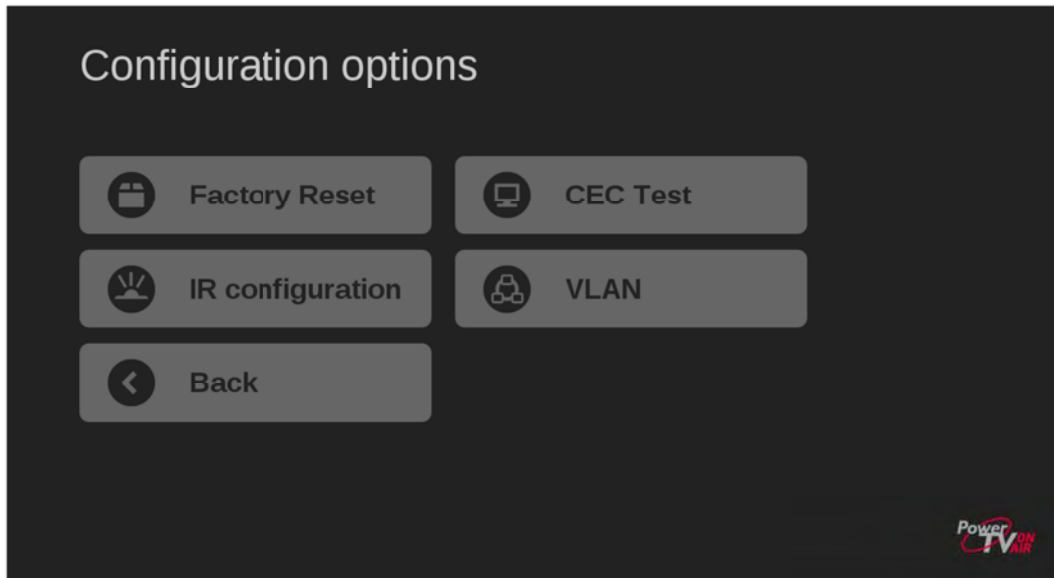 Configuration options
Factory Reset
CEC Test
IR configuration
VLAN
Back
Power
TV ON
AIR